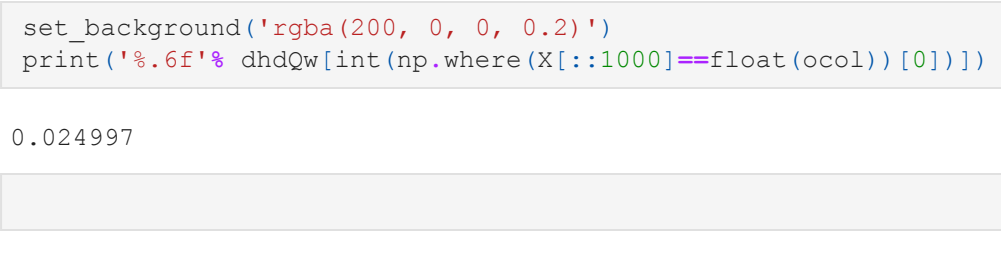 set_background('rgba(200, 0, 0, 0.2)')
print('%.6f'% dhdQw[int(np.where(X[::1000]==float(ocol))[0])])
0.024997